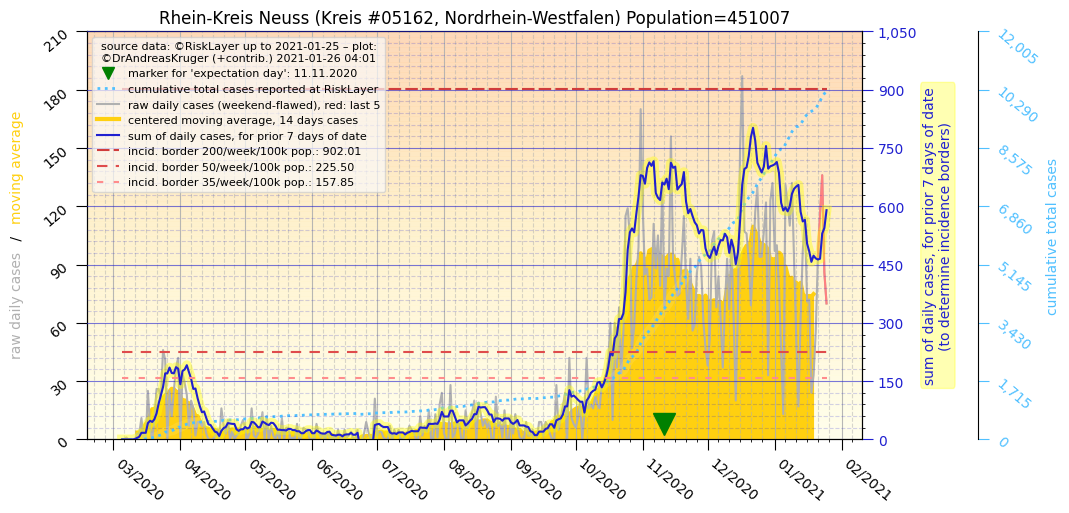 Rhein-Kreis Neuss (Kreis #05162, Nordrhein-Westfalen) Population=451007
source data: ©RiskLayer up to 2021-01-25 – plot:
©DrAndreasKruger (+contrib.) 2021-01-26 04:01
marker for 'expectation day': 11.11.2020
cumulative total cases reported at RiskLayer
raw daily cases (weekend-flawed), red: last 5
centered moving average, 14 days cases
sum of daily cases, for prior 7 days of date
incid. border 200/week/100k pop.: 902.01
incid. border 50/week/100k pop.: 225.50
incid. border 35/week/100k pop.: 157.85
raw daily cases / moving average
210
180
150
120
90
60
30
0
03/2020
04/2020
05/2020
06/2020
07/2020
08/2020
09/2020
10/2020
11/2020
12/2020
01/2021
02/2021
1,050
900
750
600
450
300
150
0
sum of daily cases, for prior 7 days of date
(to determine incidence borders)
12,005
10,290
8,575
6,860
5,145
3,430
1,715
0
cumulative total cases